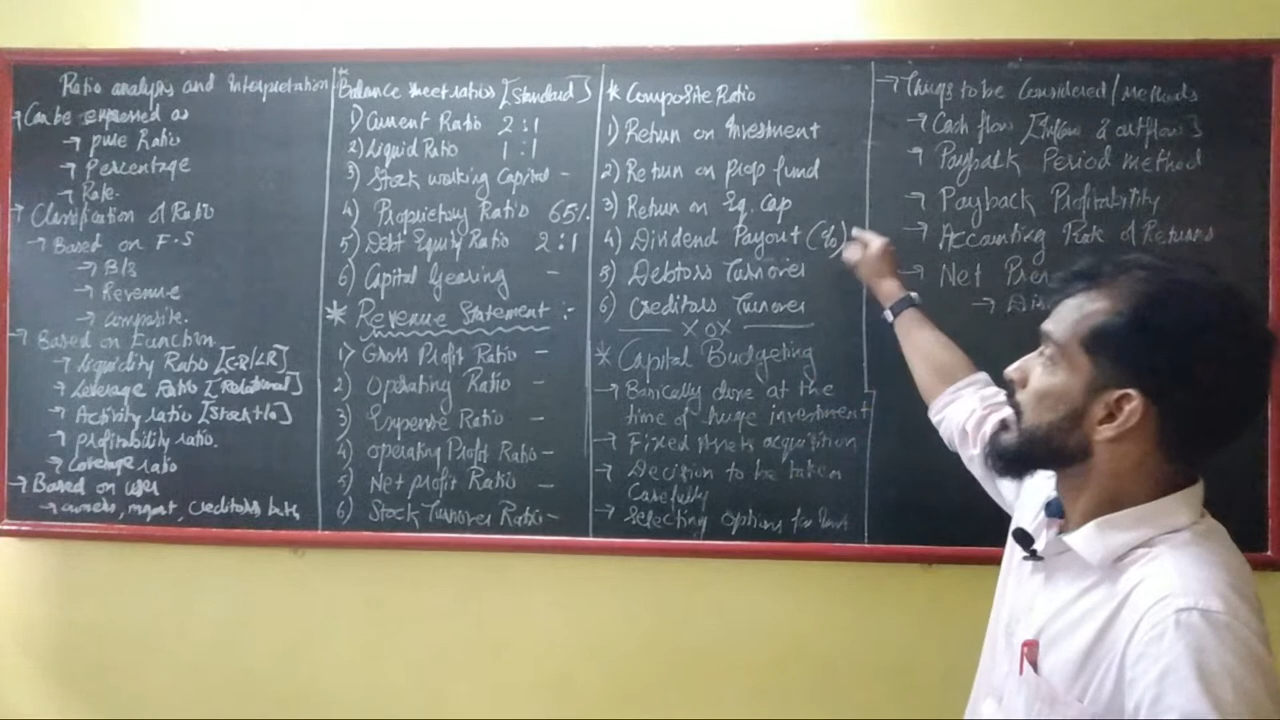 Ratio analysis and Interpretation
→ Can be expressed as
→ pure Ratio
→ Percentage
→ Rate
→ Classification of Ratio
→ Based on F.S
→ B/S
→ Revenue
→ composite.
→ Based on Function
→ Liquidity Ratio [CR/LR]
→ Leverage Ratio
→ Activity ratio [Stock t/o]
→ profitability ratio.
→ Coverage ratio
→ Based on user
→ owners, mgmt, creditors
* Balance sheet ratios [Standard]
1) Current Ratio 2:1
2) Liquid Ratio 1:1
3) Stock working Capital -
4) Proprietary Ratio 65%
5) Debt Equity Ratio 2:1
6) Capital Gearing -
* Revenue Statement :-
1) Gross Profit Ratio -
2) Operating Ratio -
3) Expense Ratio -
4) Operating Profit Ratio -
5) Net profit Ratio -
6) Stock Turnover Ratio -
* Composite Ratio
1) Return on Investment
2) Return on Prop fund
3) Return on Eq. Cap
4) Dividend Payout (%)
5) Debtors Turnover
6) Creditors Turnover
X o X
* Capital Budgeting
→ Basically done at the
time of huge investment
→ Fixed Assets acquisition
→ Decision to be taken
Carefully
→ Selecting Options for
→ Things to be Considered/methods
→ Cash flow [Inflow & outflow]
→ Payback Period method
→ Payback Profitability
→ Accounting Rate of Returns
→ Net